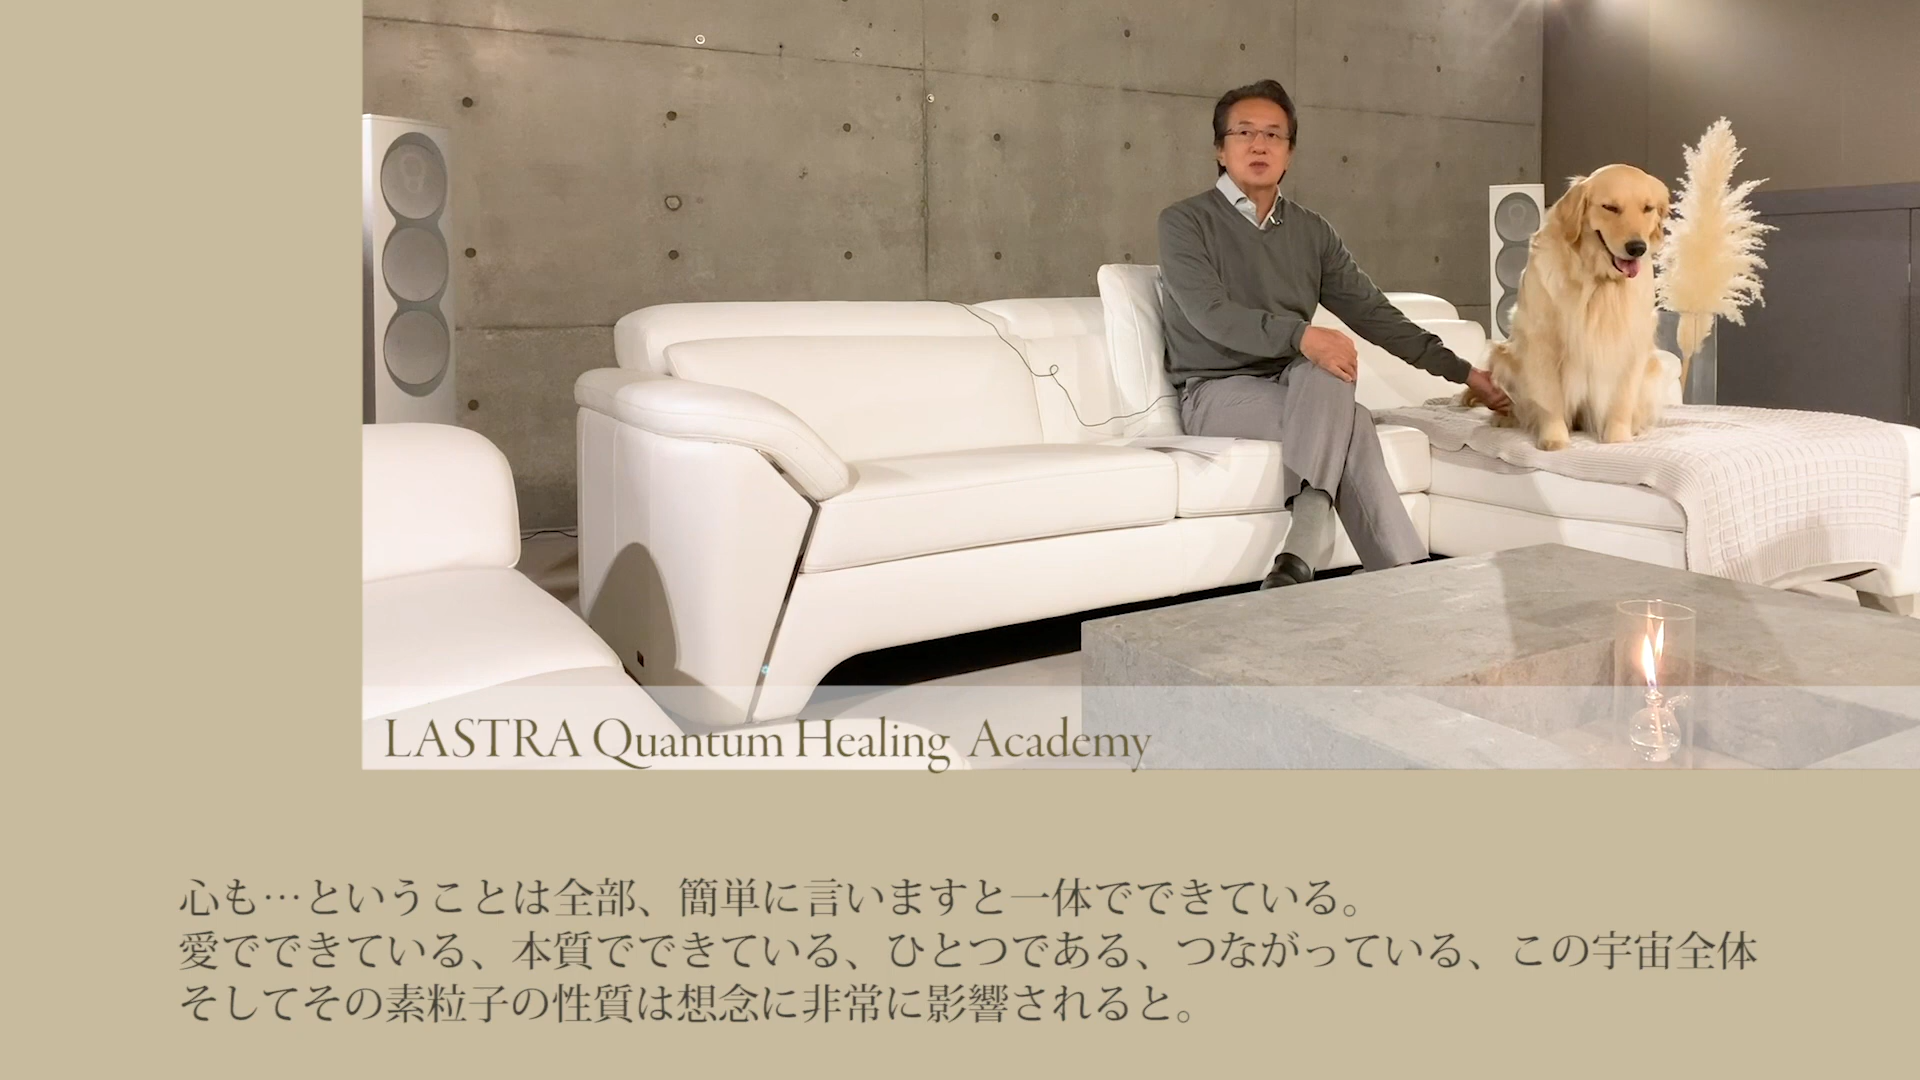 LASTRA Quantum Healing Academy
心も…ということは全部、簡単に言いますと一体でできている。
愛でできている、本質でできている、ひとつである、つながっている、この宇宙全体
そしてその素粒子の性質は想念に非常に影響されると。